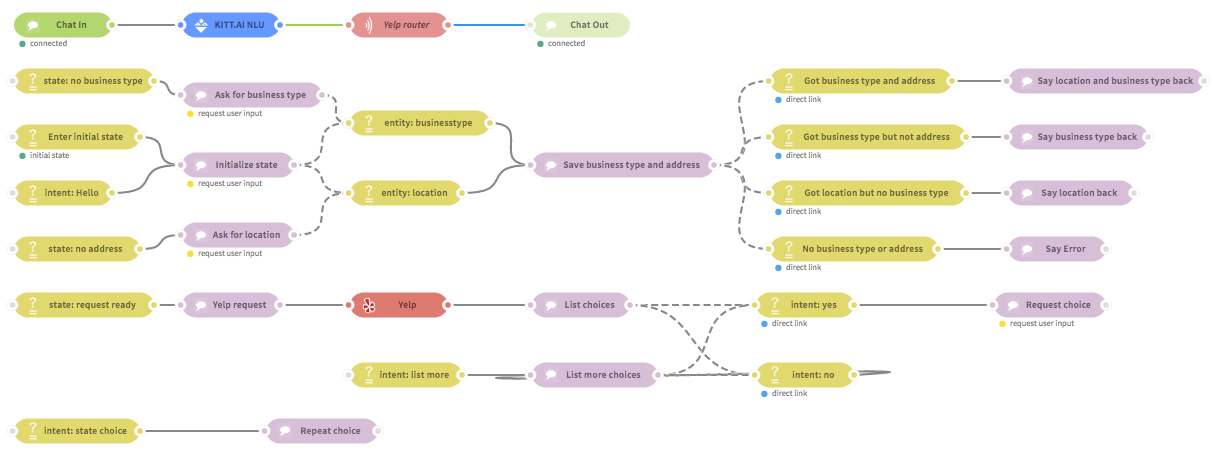 Chat In
KITT.AI NLU
Yelp router
Chat Out
connected
connected
state: no business type
Ask for business type
request user input
Got business type and address
direct link
Say location and business type back
Enter initial state
initial state
entity: businesstype
Got business type but not address
direct link
Say business type back
Initialize state
request user input
Save business type and address
intent: Hello
entity: location
Got location but no business type
direct link
Say location back
state: no address
Ask for location
request user input
No business type or address
direct link
Say Error
state: request ready
Yelp request
Yelp
List choices
intent: yes
direct link
Request choice
request user input
intent: list more
List more choices
intent: no
direct link
intent: state choice
Repeat choice